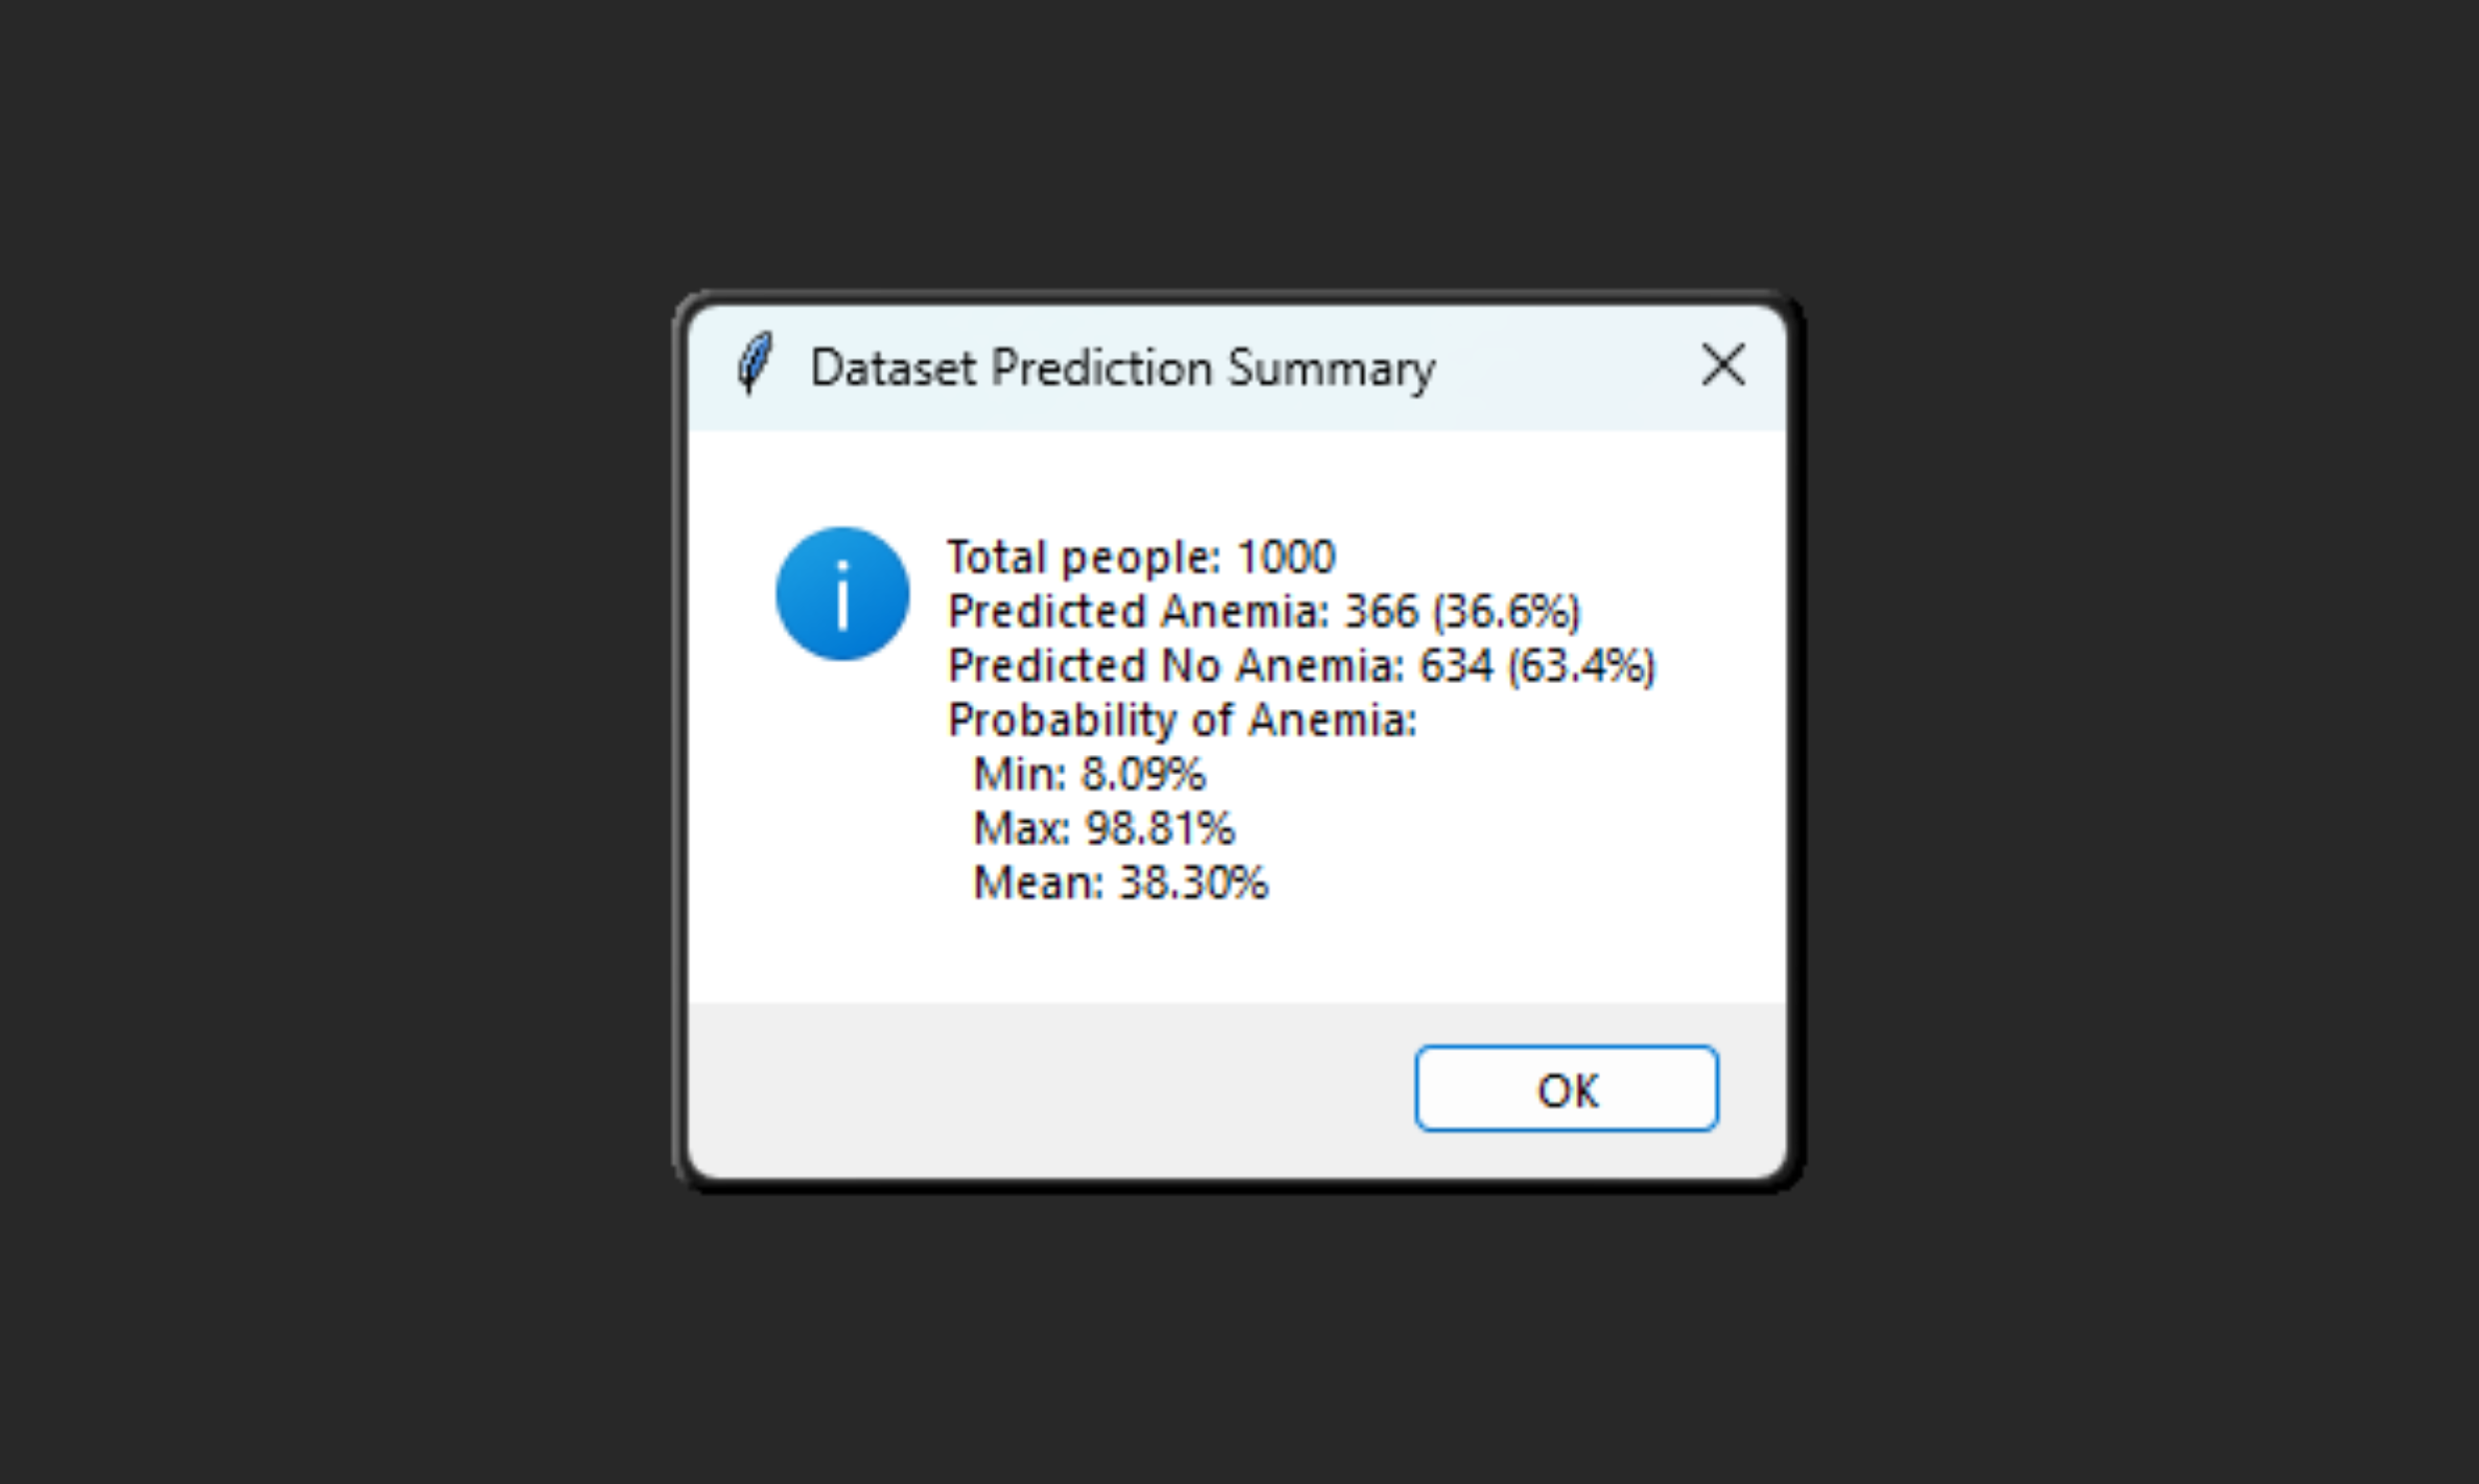 Dataset Prediction Summary
Total people: 1000
Predicted Anemia: 366 (36.6%)
Predicted No Anemia: 634 (63.4%)
Probability of Anemia:
Min: 8.09%
Max: 98.81%
Mean: 38.30%
OK